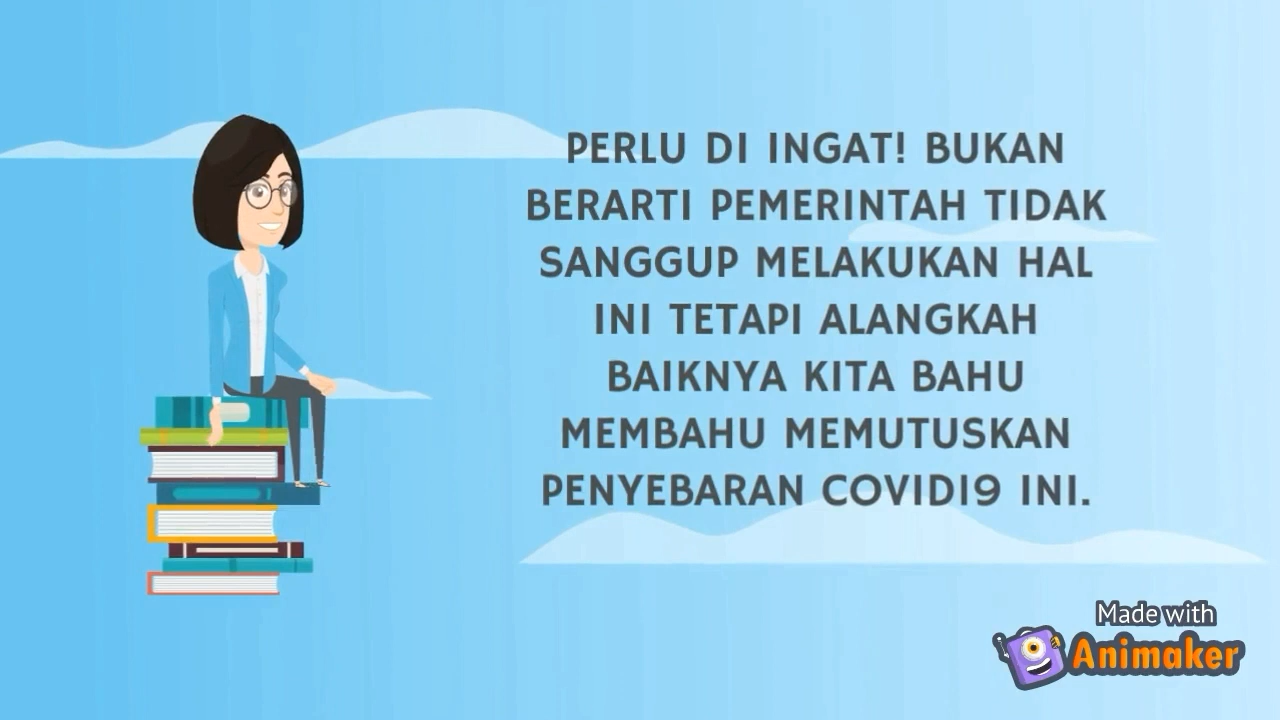 PERLU DI INGAT! BUKAN
BERARTI PEMERINTAH TIDAK
SANGGUP MELAKUKAN HAL
INI TETAPI ALANGKAH
BAIKNYA KITA BAHU
MEMBAHU MEMUTUSKAN
PENYEBARAN COVID19 INI.
Made with
Animaker